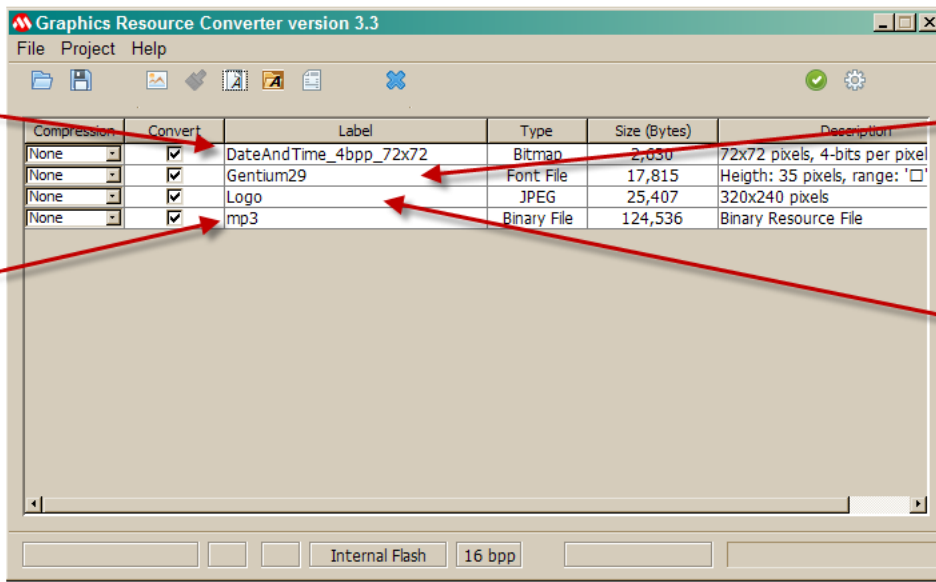 Graphics Resource Converter version 3.3
File Project Help
Compression Convert Label Type Size (Bytes) Description
None DateAndTime_4bpp_72x72 Bitmap 2,630 72x72 pixels, 4-bits per pixel
None Gentium29 Font File 17,815 Heigth: 35 pixels, range: '□'
None Logo JPEG 25,407 320x240 pixels
None mp3 Binary File 124,536 Binary Resource File
Internal Flash 16 bpp